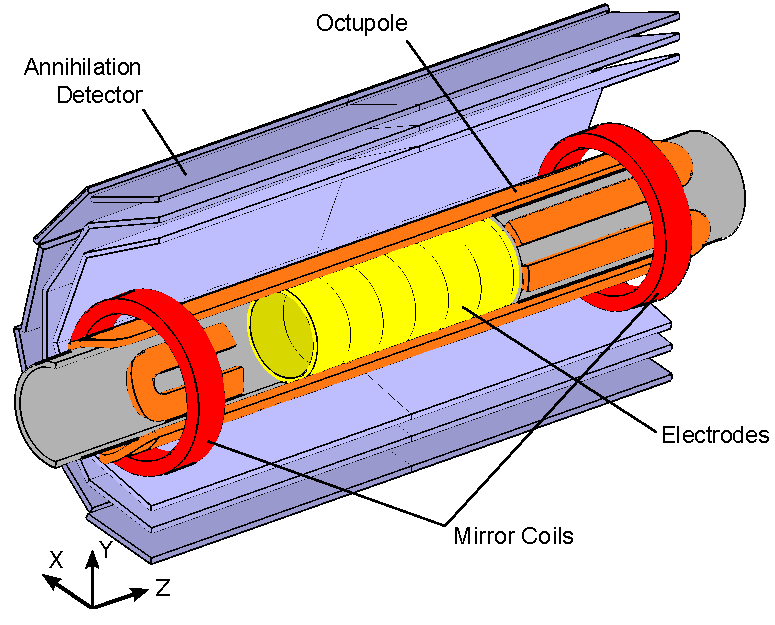 Octupole
Annihilation
Detector
Electrodes
Mirror Coils
X
Y
Z